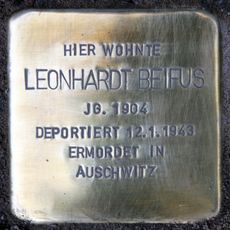 HIER WOHNTE
LEONHARDT BEIFUS
JG. 1904
DEPORTIERT 12.1.1943
ERMORDET IN
AUSCHWITZ